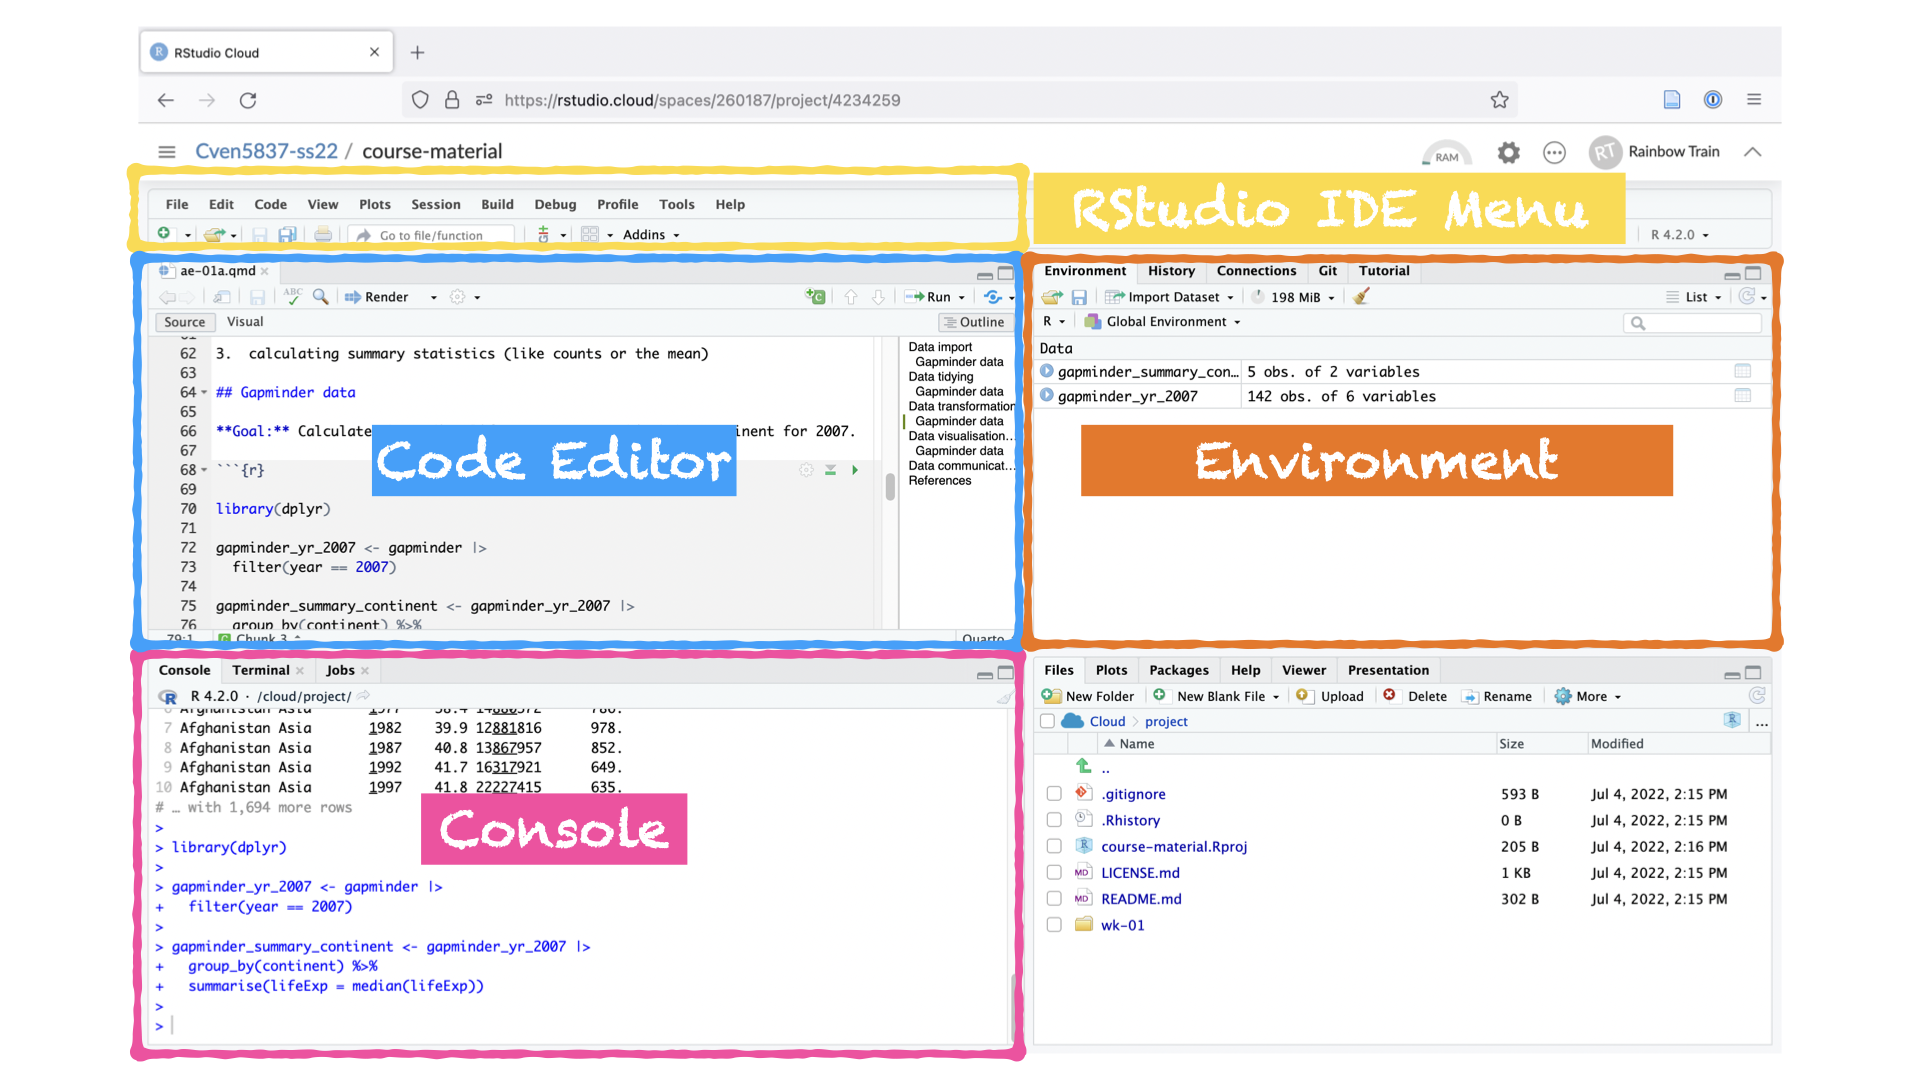 RStudio Cloud
https://rstudio.cloud/spaces/260187/project/4234259
Cven5837-ss22 / course-material
RAM
RT
Rainbow Train
File Edit Code View Plots Session Build Debug Profile Tools Help
RStudio IDE Menu
Go to file/function
Addins
R 4.2.0
ae-01a.qmd
ABC
Render
Run
Source Visual
Outline
62 3. calculating summary statistics (like counts or the mean)
63
64 ## Gapminder data
65
66 **Goal:** Calculate
inent for 2007.
67
Code Editor
68 ```{r}
69
70 library(dplyr)
71
72 gapminder_yr_2007 <- gapminder |>
73 filter(year == 2007)
74
75 gapminder_summary_continent <- gapminder_yr_2007 |>
76 group_by(continent) %>%
79:1 Chunk 3
Quarto
Data import
Gapminder data
Data tidying
Gapminder data
Data transformation
Gapminder data
Data visualisation...
Gapminder data
Data communicat...
References
Environment History Connections Git Tutorial
Import Dataset 198 MiB
List
R Global Environment
Data
gapminder_summary_con… 5 obs. of 2 variables
gapminder_yr_2007 142 obs. of 6 variables
Environment
Console Terminal Jobs
R 4.2.0 · /cloud/project/
7 Afghanistan Asia 1982 39.9 12881816 978.
8 Afghanistan Asia 1987 40.8 13867957 852.
9 Afghanistan Asia 1992 41.7 16317921 649.
10 Afghanistan Asia 1997 41.8 22227415 635.
# … with 1,694 more rows
Console
>
> library(dplyr)
>
> gapminder_yr_2007 <- gapminder |>
+ filter(year == 2007)
>
> gapminder_summary_continent <- gapminder_yr_2007 |>
+ group_by(continent) %>%
+ summarise(lifeExp = median(lifeExp))
>
>
Files Plots Packages Help Viewer Presentation
New Folder New Blank File Upload Delete Rename More
Cloud > project
...
Name Size Modified
..
.gitignore 593 B Jul 4, 2022, 2:15 PM
.Rhistory 0 B Jul 4, 2022, 2:15 PM
course-material.Rproj 205 B Jul 4, 2022, 2:16 PM
LICENSE.md 1 KB Jul 4, 2022, 2:15 PM
README.md 302 B Jul 4, 2022, 2:15 PM
wk-01